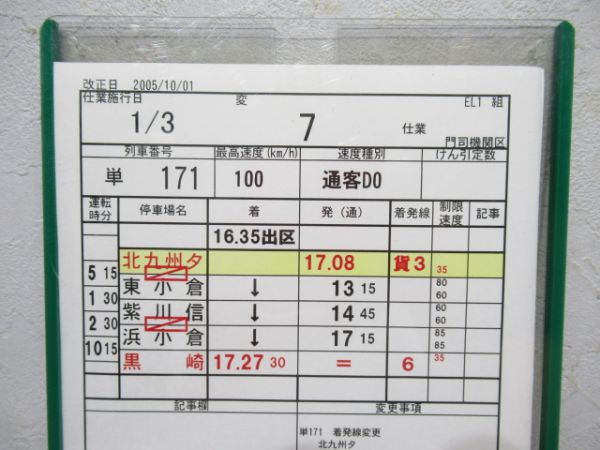 改正日 2005/10/01
仕業施行日 変 EL1 組
1/3 7 仕業
門司機関区
列車番号 最高速度(km/h) 速度種別 けん引定数
単 171 100 通客D0
運転時分 停車場名 着 発(通) 着発線 制限速度 記事
16.35出区
北九州タ 17.08 貨3 35
5 15
東小倉 ↓ 13 15 80 60
1 30
紫川信 ↓ 14 45 60 60
2 30
浜小倉 ↓ 17 15 85 85
10 15
黒崎 17.27 30 = 6 35
記事欄 変更事項
単171 着発線変更
北九州タ